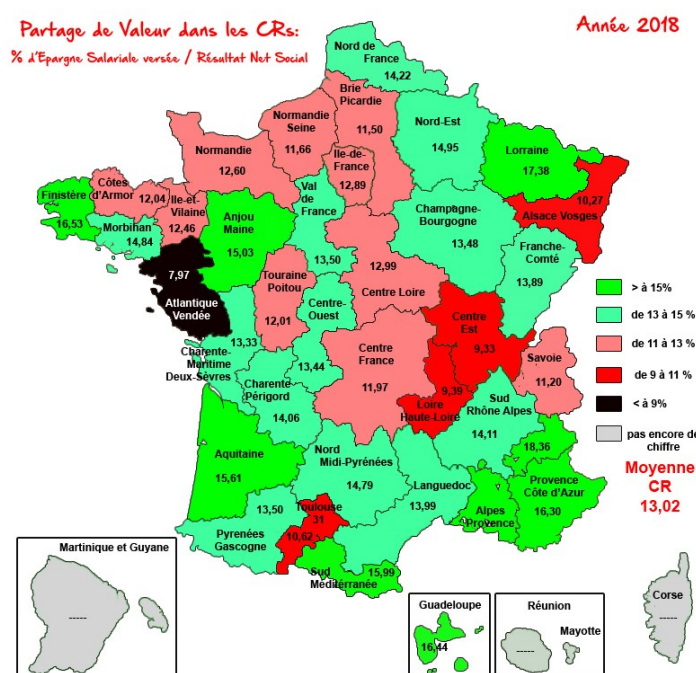 Partage de Valeur dans les CRs:
% d'Epargne Salariale versée / Résultat Net Social
Année 2018
Nord de
France
14,22
Brie
Picardie
11,50
Normandie
Seine
11,66
Nord-Est
14,95
Lorraine
17,38
Normandie
12,60
Ile-de-
France
12,89
10,27
Alsace Vosges
Finistère
16,53
Côtes
d'Armor
12,04
Ile-et-
Vilaine
12,46
Morbihan
14,84
Anjou
Maine
15,03
Val
de
France
13,50
Champagne-
Bourgogne
13,48
Franche-
Comté
13,89
7,97
Atlantique
Vendée
Touraine
Poitou
12,01
12,99
Centre Loire
Centre-
Ouest
13,44
Centre
Est
9,33
13,33
Charente-
Maritime
Deux-Sèvres
Centre
France
11,97
9,39
Loire
Haute-Loire
Savoie
11,20
Charente
Périgord
14,06
Sud
Rhône Alpes
14,11
18,36
Aquitaine
15,61
Nord
Midi-Pyrénées
14,79
Languedoc
13,99
Provence
Côte d'Azur
16,30
Alpes
Provence
13,50
Pyrénées
Gascogne
Toulouse
31
10,62
Sud
Méditérranée
15,99
> à 15%
de 13 à 15 %
de 11 à 13 %
de 9 à 11 %
< à 9%
pas encore de
chiffre
Moyenne
CR
13,02
Martinique et Guyane
-----
Guadeloupe
16,44
Réunion
-----
Mayotte
---
Corse
-----